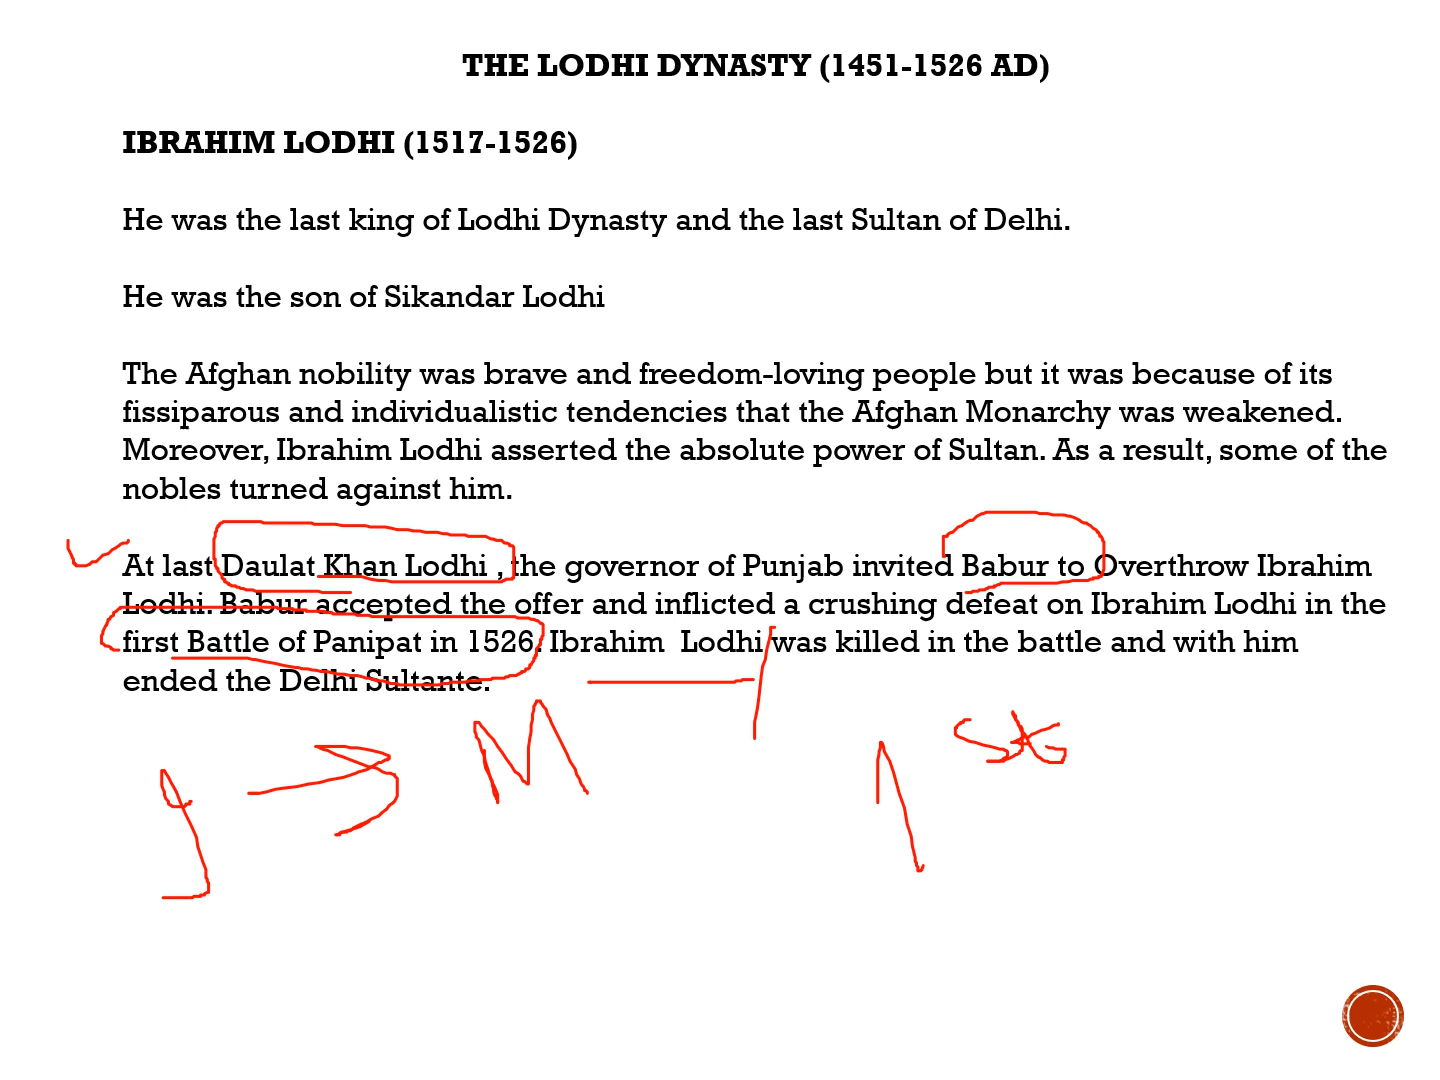 THE LODHI DYNASTY (1451-1526 AD)
IBRAHIM LODHI (1517-1526)
He was the last king of Lodhi Dynasty and the last Sultan of Delhi.
He was the son of Sikandar Lodhi
The Afghan nobility was brave and freedom-loving people but it was because of its
fissiparous and individualistic tendencies that the Afghan Monarchy was weakened.
Moreover, Ibrahim Lodhi asserted the absolute power of Sultan. As a result, some of the
nobles turned against him.
At last Daulat Khan Lodhi , the governor of Punjab invited Babur to Overthrow Ibrahim
Lodhi. Babur accepted the offer and inflicted a crushing defeat on Ibrahim Lodhi in the
first Battle of Panipat in 1526. Ibrahim Lodhi was killed in the battle and with him
ended the Delhi Sultante.
M
1 st